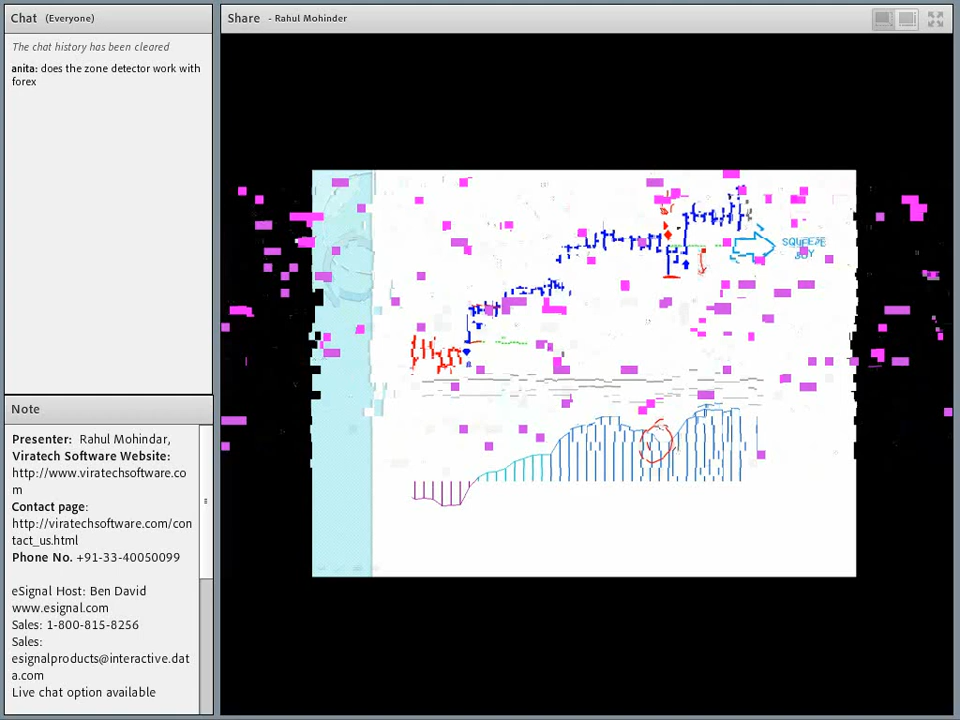 Chat (Everyone)
The chat history has been cleared
anita: does the zone detector work with
forex
Note
Presenter: Rahul Mohindar,
Viratech Software Website:
http://www.viratechsoftware.co
m
Contact page:
http://viratechsoftware.com/con
tact_us.html
Phone No. +91-33-40050099
eSignal Host: Ben David
www.esignal.com
Sales: 1-800-815-8256
Sales:
esignalproducts@interactive.dat
a.com
Live chat option available
Share - Rahul Mohinder
SQUEEZE
BUY